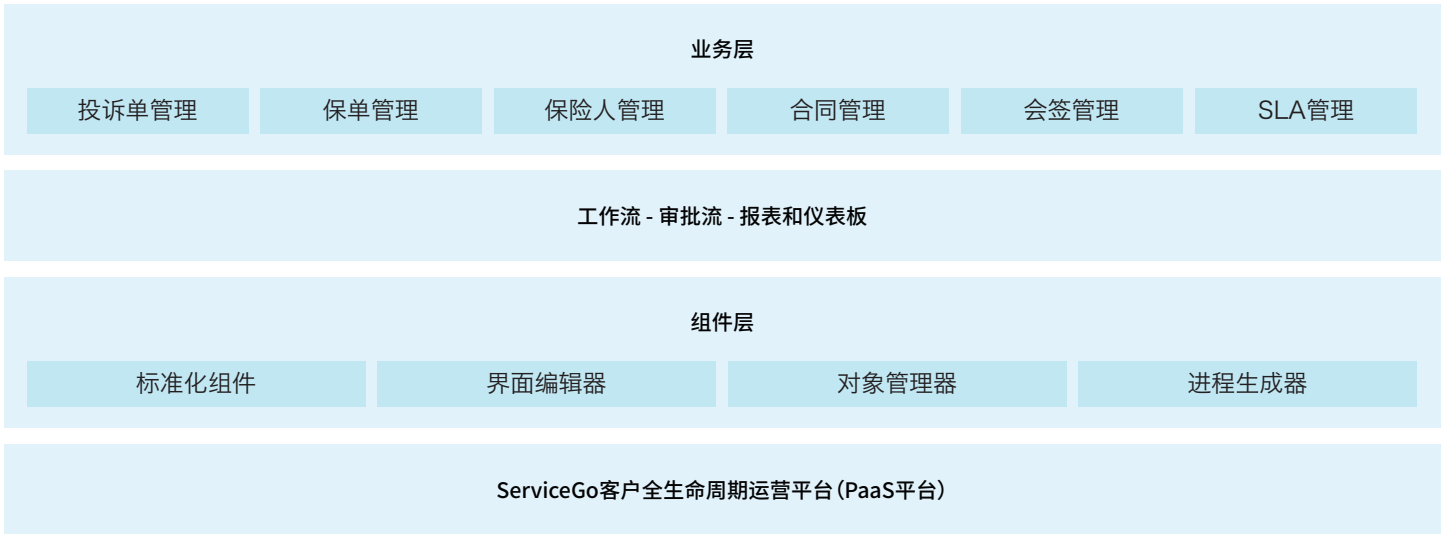 业务层
投诉单管理 保单管理 保险人管理 合同管理 会签管理 SLA管理
工作流 - 审批流 - 报表和仪表板
组件层
标准化组件 界面编辑器 对象管理器 进程生成器
ServiceGo客户全生命周期运营平台（PaaS平台）